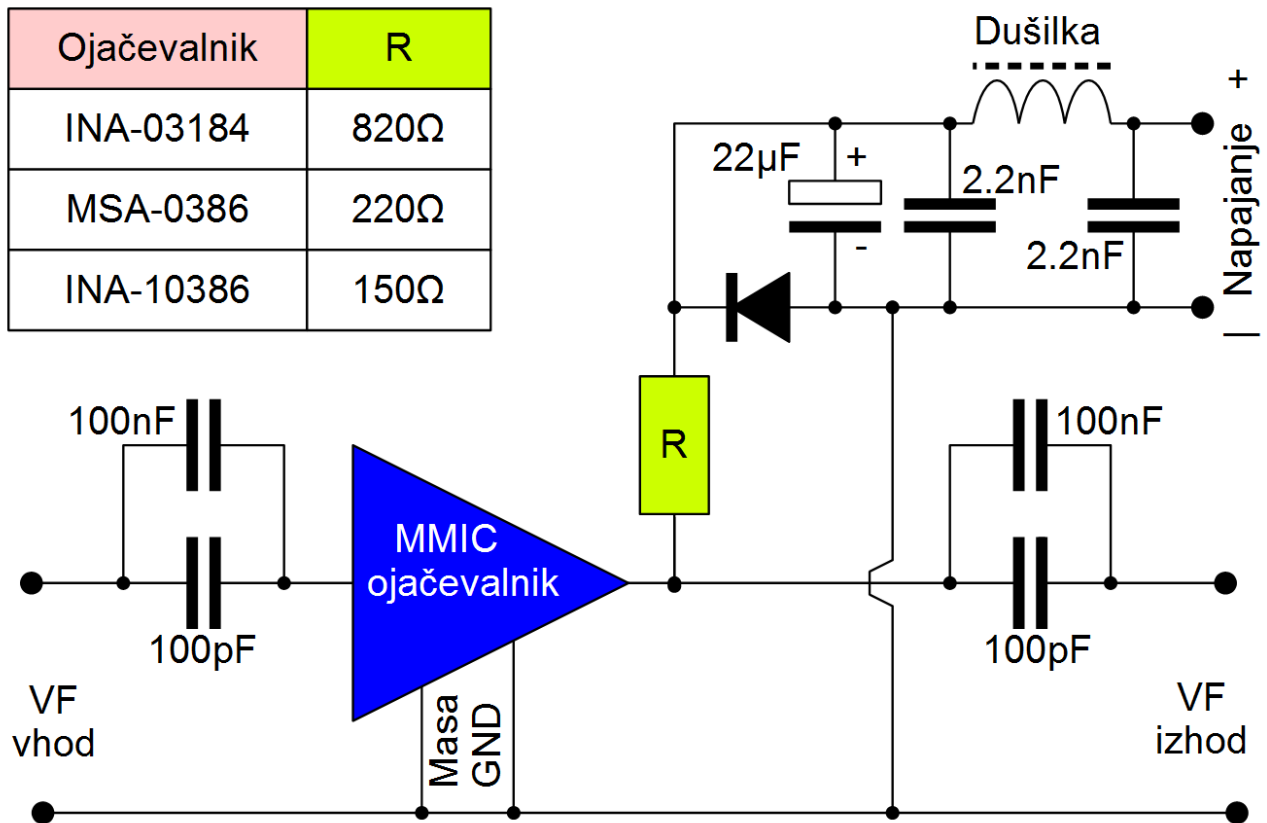 Ojačevalnik R
INA-03184 820Ω
MSA-0386 220Ω
INA-10386 150Ω
Dušilka
22µF
+
-
2.2nF
2.2nF
| Napajanje +
100nF
100pF
MMIC
ojačevalnik
R
100nF
100pF
VF
vhod
Masa
GND
VF
izhod